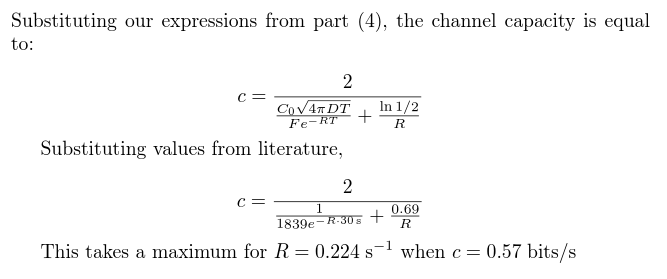 Substituting our expressions from part (4), the channel capacity is equal
to:
c = \frac{2}{\frac{C_0\sqrt{4\pi DT}}{Fe^{-RT}} + \frac{\ln 1/2}{R}}
Substituting values from literature,
c = \frac{2}{\frac{1}{1839e^{-R \cdot 30\,s}} + \frac{0.69}{R}}
This takes a maximum for R = 0.224 s^{-1} when c = 0.57 bits/s